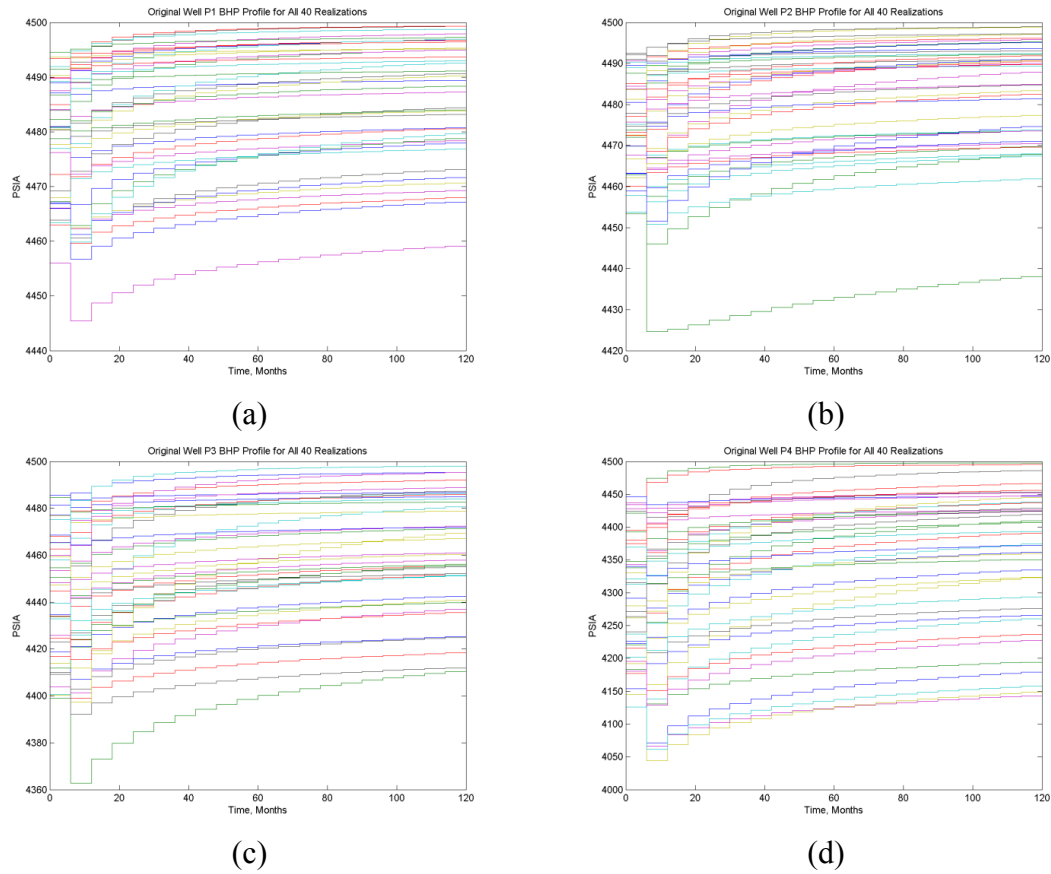 Original Well P1 BHP Profile for All 40 Realizations
Original Well P2 BHP Profile for All 40 Realizations
4500
4490
4480
4470
4460
4450
4440
PSIA
0 20 40 60 80 100 120
Time, Months
4500
4490
4480
4470
4460
4450
4440
4430
4420
PSIA
0 20 40 60 80 100 120
Time, Months
(a)
(b)
Original Well P3 BHP Profile for All 40 Realizations
Original Well P4 BHP Profile for All 40 Realizations
4500
4480
4460
4440
4420
4400
4380
4360
PSIA
0 20 40 60 80 100 120
Time, Months
4500
4450
4400
4350
4300
4250
4200
4150
4100
4050
4000
PSIA
0 20 40 60 80 100 120
Time, Months
(c)
(d)